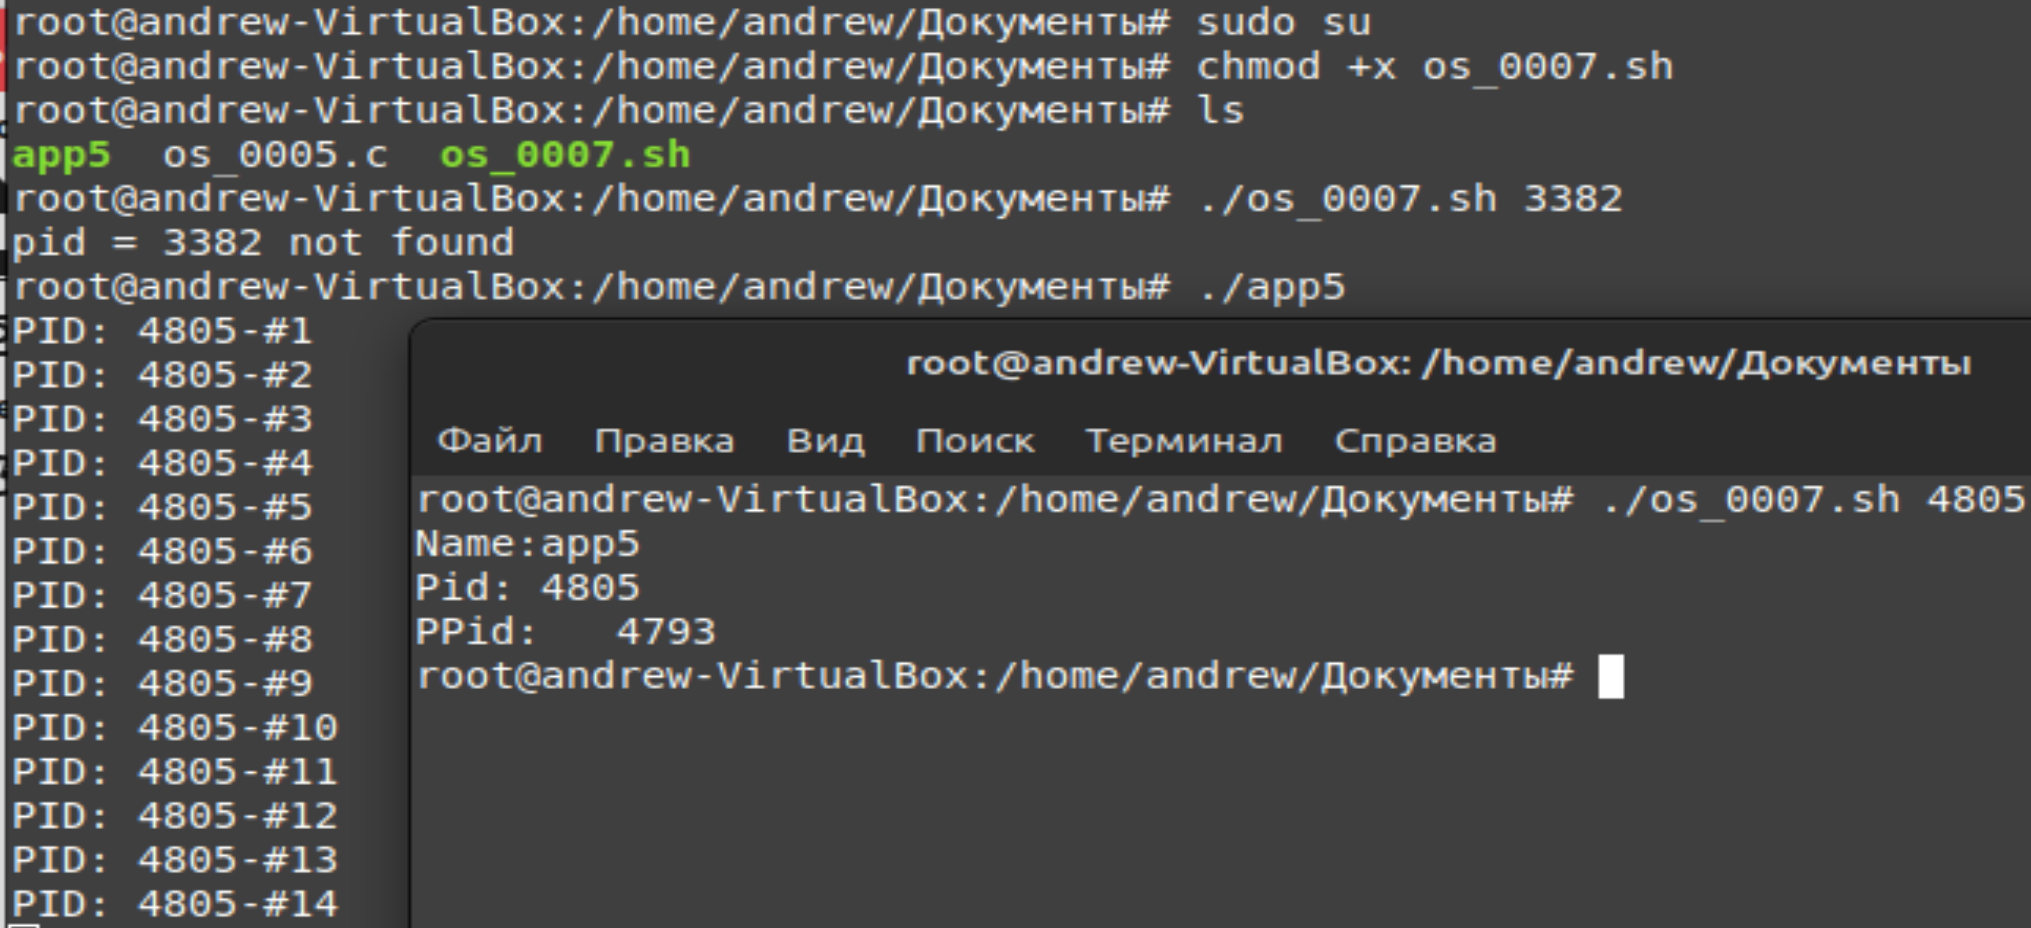 root@andrew-VirtualBox:/home/andrew/Документы# sudo su
root@andrew-VirtualBox:/home/andrew/Документы# chmod +x os_0007.sh
root@andrew-VirtualBox:/home/andrew/Документы# ls
app5  os_0005.c  os_0007.sh
root@andrew-VirtualBox:/home/andrew/Документы# ./os_0007.sh 3382
pid = 3382 not found
root@andrew-VirtualBox:/home/andrew/Документы# ./app5
PID: 4805-#1
PID: 4805-#2
PID: 4805-#3
PID: 4805-#4
PID: 4805-#5
PID: 4805-#6
PID: 4805-#7
PID: 4805-#8
PID: 4805-#9
PID: 4805-#10
PID: 4805-#11
PID: 4805-#12
PID: 4805-#13
PID: 4805-#14
root@andrew-VirtualBox: /home/andrew/Документы
Файл Правка Вид Поиск Терминал Справка
root@andrew-VirtualBox:/home/andrew/Документы# ./os_0007.sh 4805
Name:app5
Pid: 4805
PPid:   4793
root@andrew-VirtualBox:/home/andrew/Документы#